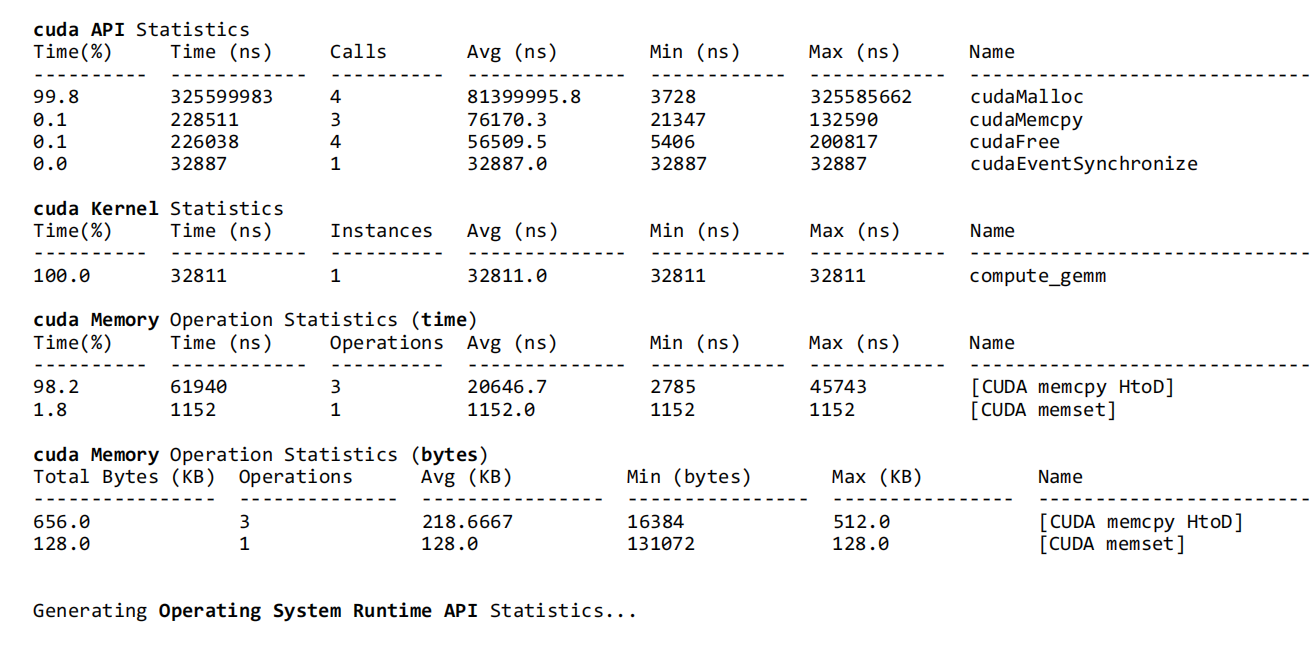 cuda API Statistics
Time(%) Time (ns) Calls Avg (ns) Min (ns) Max (ns) Name
---------- ------------ ---------- -------------- ------------ ------------ ------------------------------
99.8 325599983 4 81399995.8 3728 325585662 cudaMalloc
0.1 228511 3 76170.3 21347 132590 cudaMemcpy
0.1 226038 4 56509.5 5406 200817 cudaFree
0.0 32887 1 32887.0 32887 32887 cudaEventSynchronize
cuda Kernel Statistics
Time(%) Time (ns) Instances Avg (ns) Min (ns) Max (ns) Name
---------- ------------ ---------- -------------- ------------ ------------ ------------------------------
100.0 32811 1 32811.0 32811 32811 compute_gemm
cuda Memory Operation Statistics (time)
Time(%) Time (ns) Operations Avg (ns) Min (ns) Max (ns) Name
---------- ------------ ---------- -------------- ------------ ------------ ------------------------------
98.2 61940 3 20646.7 2785 45743 [CUDA memcpy HtoD]
1.8 1152 1 1152.0 1152 1152 [CUDA memset]
cuda Memory Operation Statistics (bytes)
Total Bytes (KB) Operations Avg (KB) Min (bytes) Max (KB) Name
---------------- -------------- ---------------- ---------------- ---------------- ------------------------
656.0 3 218.6667 16384 512.0 [CUDA memcpy HtoD]
128.0 1 128.0 131072 128.0 [CUDA memset]
Generating Operating System Runtime API Statistics...